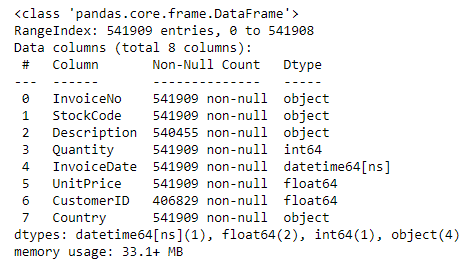 <class 'pandas.core.frame.DataFrame'>
RangeIndex: 541909 entries, 0 to 541908
Data columns (total 8 columns):
 #   Column       Non-Null Count   Dtype
---  ------       --------------   -----
 0   InvoiceNo    541909 non-null  object
 1   StockCode    541909 non-null  object
 2   Description  540455 non-null  object
 3   Quantity     541909 non-null  int64
 4   InvoiceDate  541909 non-null  datetime64[ns]
 5   UnitPrice    541909 non-null  float64
 6   CustomerID   406829 non-null  float64
 7   Country      541909 non-null  object
dtypes: datetime64[ns](1), float64(2), int64(1), object(4)
memory usage: 33.1+ MB